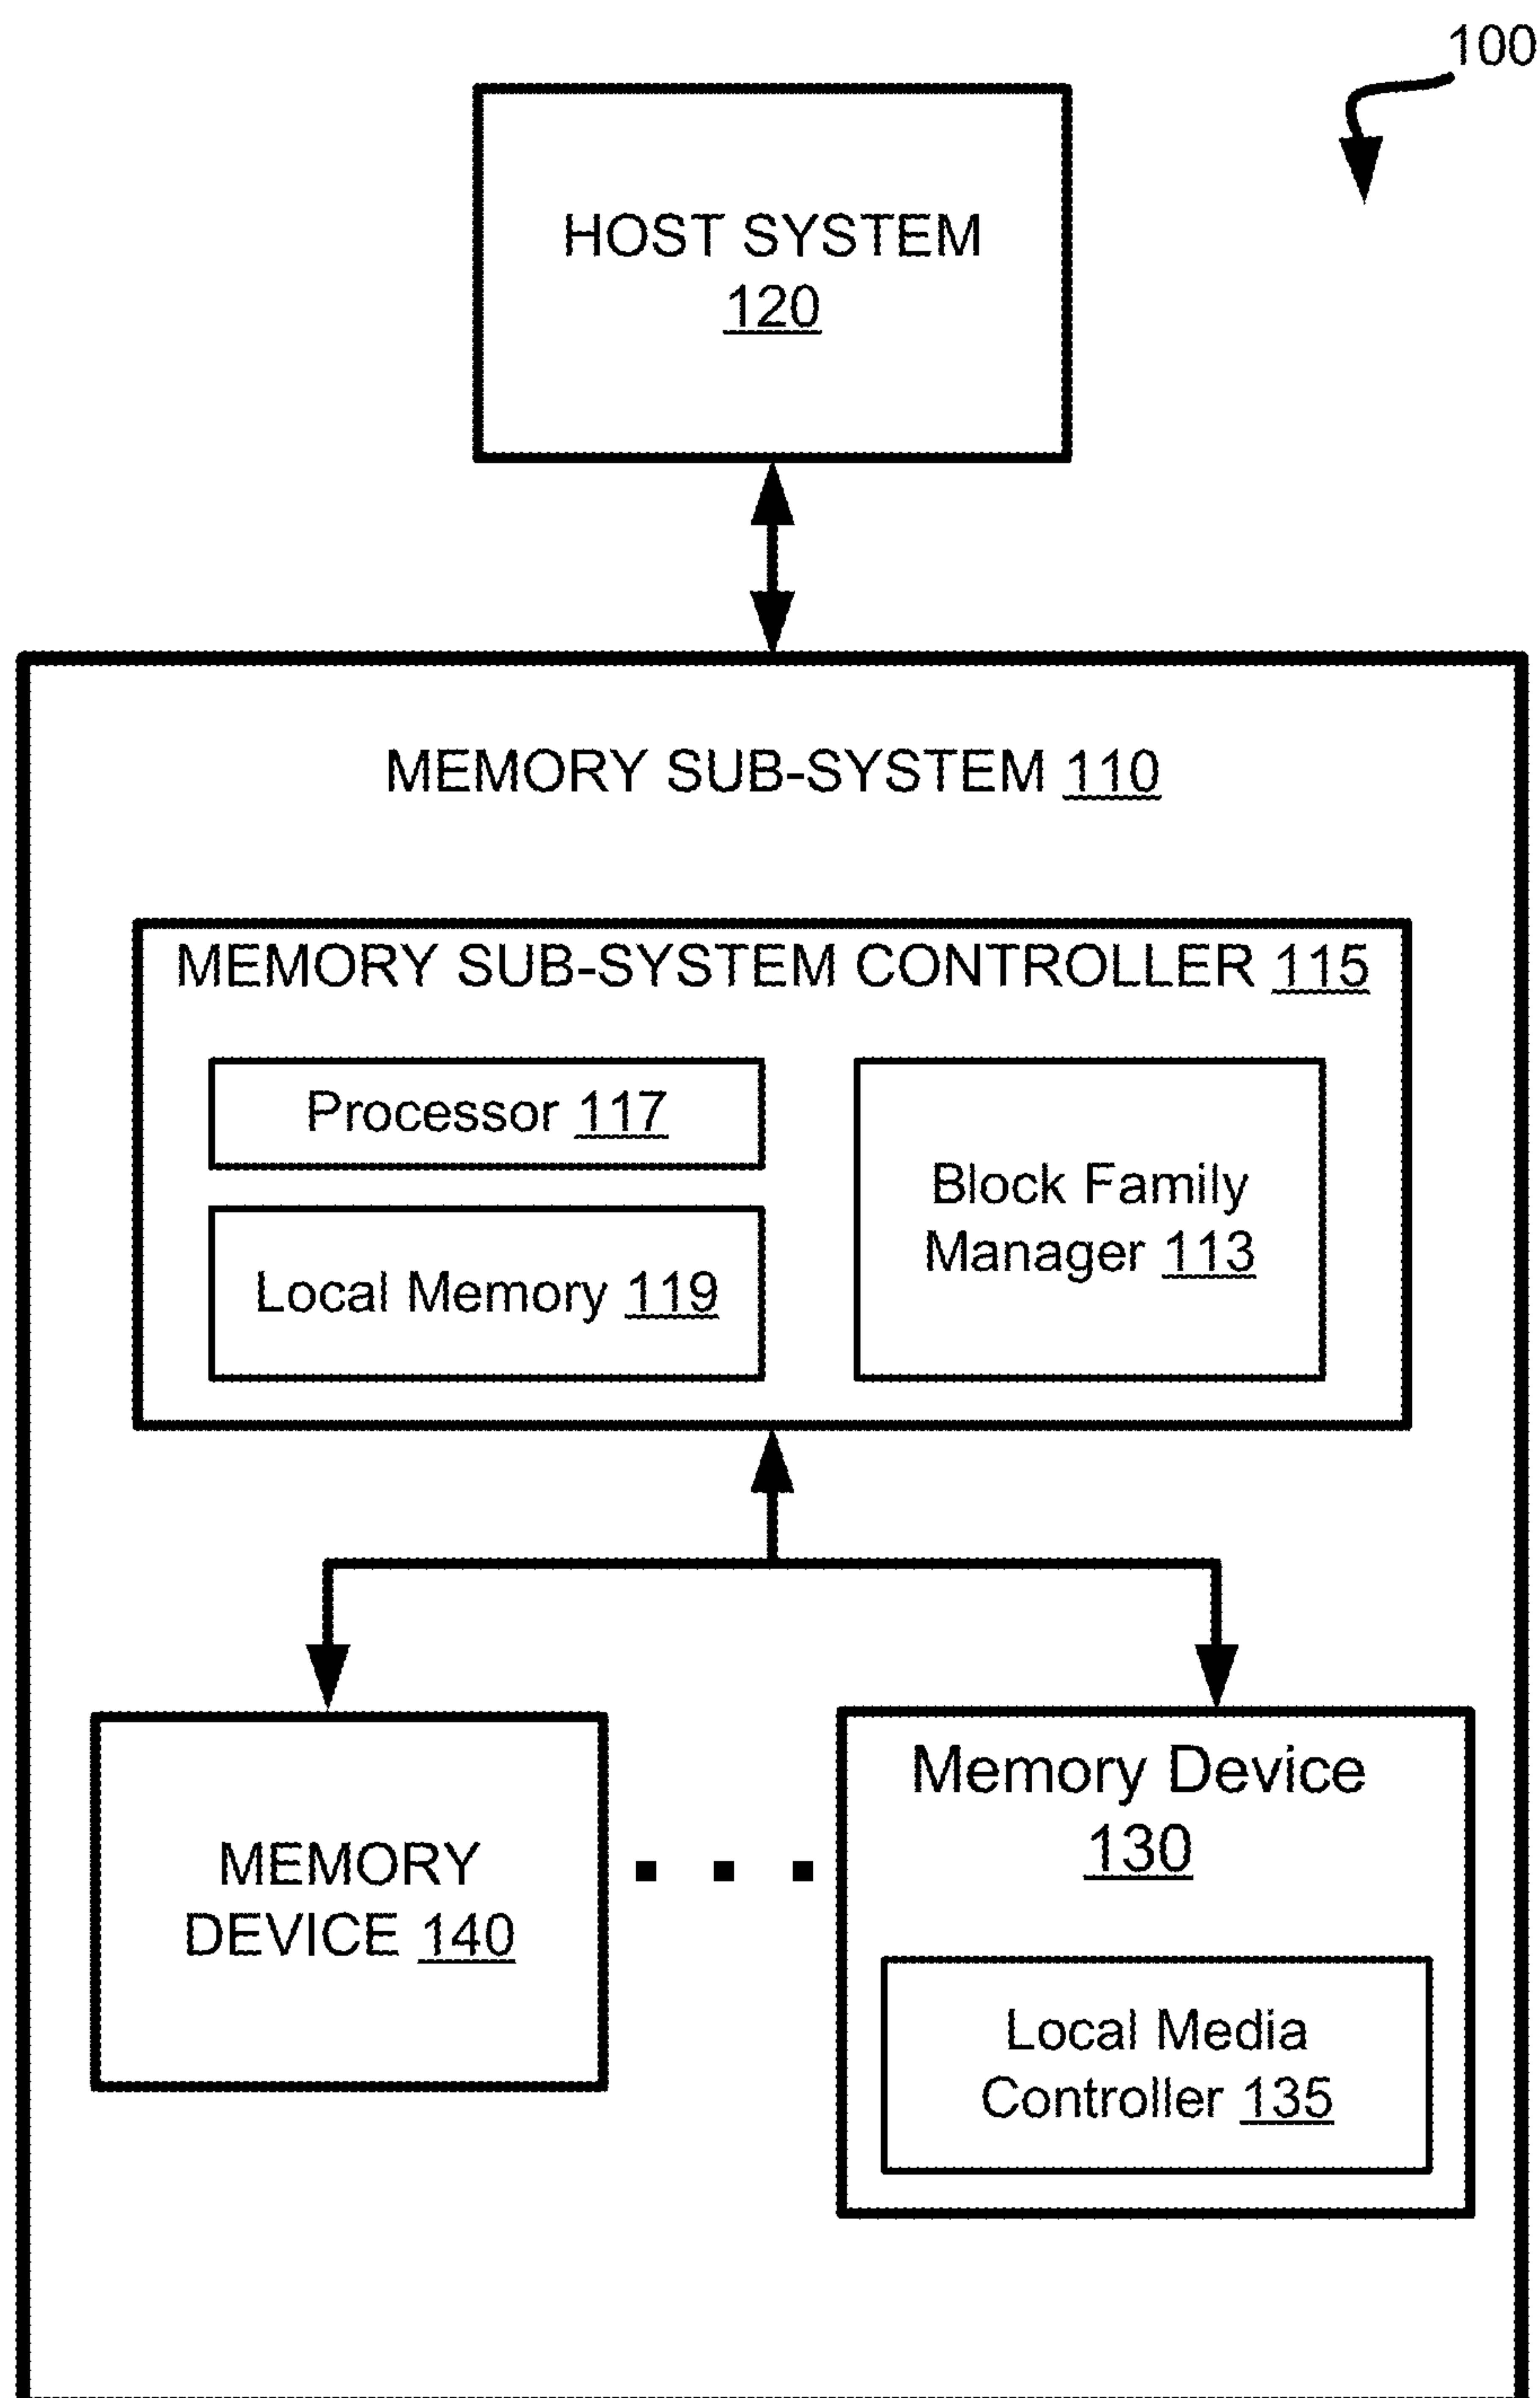 100
HOST SYSTEM
120
MEMORY SUB-SYSTEM 110
MEMORY SUB-SYSTEM CONTROLLER 115
Processor 117
Local Memory 119
Block Family
Manager 113
MEMORY
DEVICE 140
Memory Device
130
Local Media
Controller 135